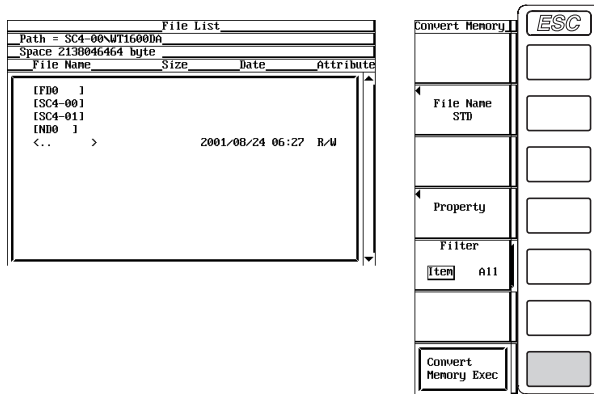 File List
Path = SC4-00\WT1600DA
Space 2138046464 byte
File Name Size Date Attribute
[FD0 ]
[SC4-00]
[SC4-01]
[ND0 ]
<.. > 2001/08/24 06:27 R/W
Convert Memory
ESC
File Name
STD
Property
Filter
Item All
Convert
Memory Exec